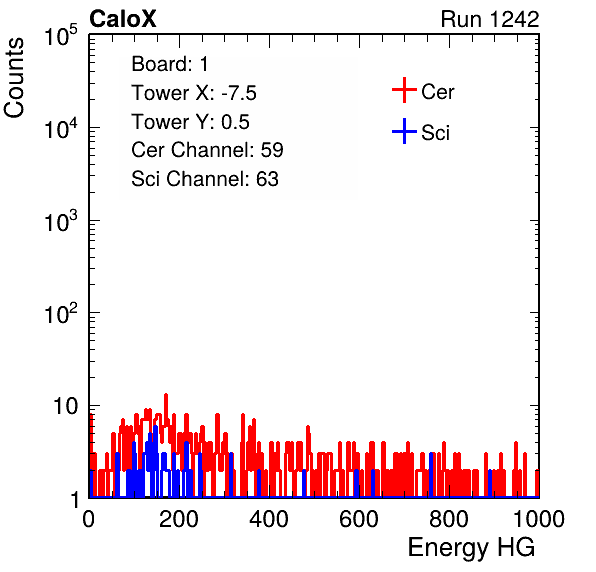 CaloX Run 1242
Counts
10^5
10^4
10^3
10^2
10
1
Board: 1
Tower X: -7.5
Tower Y: 0.5
Cer Channel: 59
Sci Channel: 63
Cer
Sci
0 200 400 600 800 1000
Energy HG